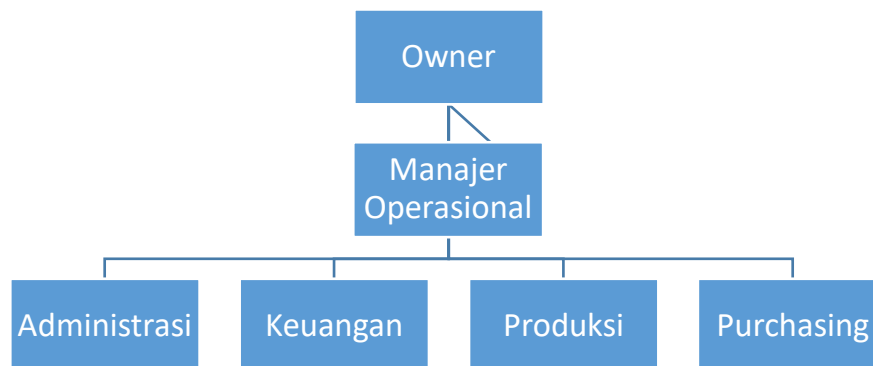 Owner
Manajer
Operasional
Administrasi
Keuangan
Produksi
Purchasing